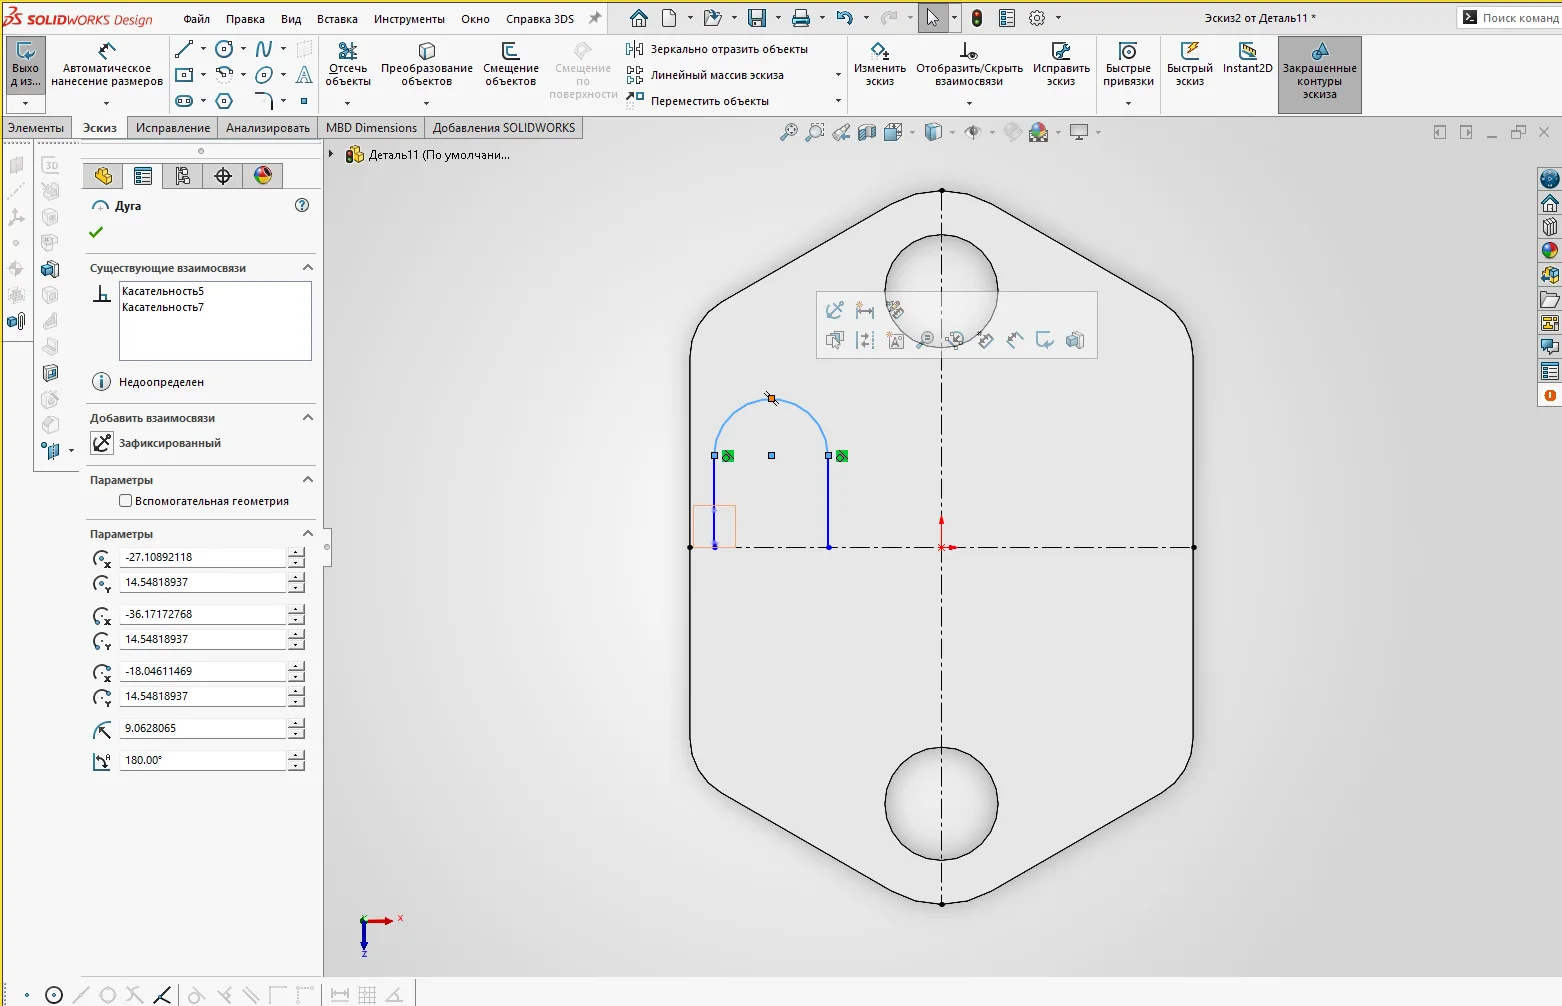 SOLIDWORKS Design
Файл Правка Вид Вставка Инструменты Окно Справка 3DS
Эскиз2 от Деталь11 *
Поиск команд
Выхо
д из...
Автоматическое
нанесение размеров
Отсечь
объекты
Преобразование
объектов
Смещение
объектов
Смещение
по
поверхности
Зеркально отразить объекты
Линейный массив эскиза
Переместить объекты
Изменить
эскиз
Отобразить/Скрыть
взаимосвязи
Исправить
эскиз
Быстрые
привязки
Быстрый
эскиз
Instant2D
Закрашенные
контуры
эскиза
Элементы Эскиз Исправление Анализировать MBD Dimensions Добавления SOLIDWORKS
Деталь11 (По умолчани...
3D
Дуга
Существующие взаимосвязи
Касательность5
Касательность7
Недоопределен
Добавить взаимосвязи
Зафиксированный
Параметры
Вспомогательная геометрия
Параметры
-27.10892118
14.54818937
-36.17172768
14.54818937
-18.04611469
14.54818937
9.0628065
180.00°
Y
X
Z